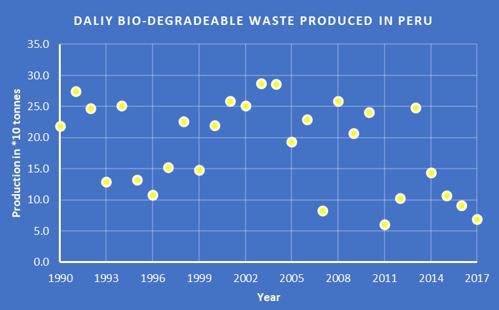 DALIY BIO-DEGRADEABLE WASTE PRODUCED IN PERU
35.0
30.0
25.0
20.0
15.0
10.0
5.0
0.0
Production in *10 tonnes
1990 1993 1996 1999 2002 2005 2008 2011 2014 2017
Year